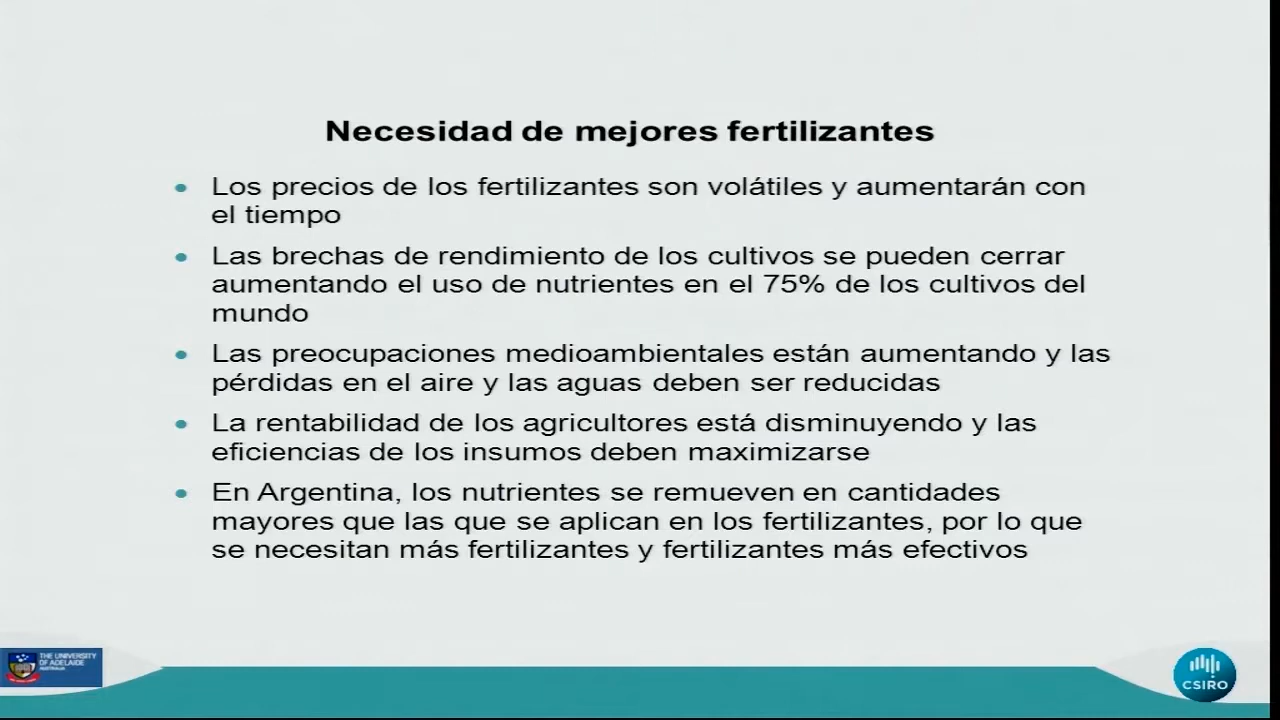 Necesidad de mejores fertilizantes
Los precios de los fertilizantes son volátiles y aumentarán con
el tiempo
Las brechas de rendimiento de los cultivos se pueden cerrar
aumentando el uso de nutrientes en el 75% de los cultivos del
mundo
Las preocupaciones medioambientales están aumentando y las
pérdidas en el aire y las aguas deben ser reducidas
La rentabilidad de los agricultores está disminuyendo y las
eficiencias de los insumos deben maximizarse
En Argentina, los nutrientes se remueven en cantidades
mayores que las que se aplican en los fertilizantes, por lo que
se necesitan más fertilizantes y fertilizantes más efectivos
THE UNIVERSITY
OF ADELAIDE
AUSTRALIA
CSIRO